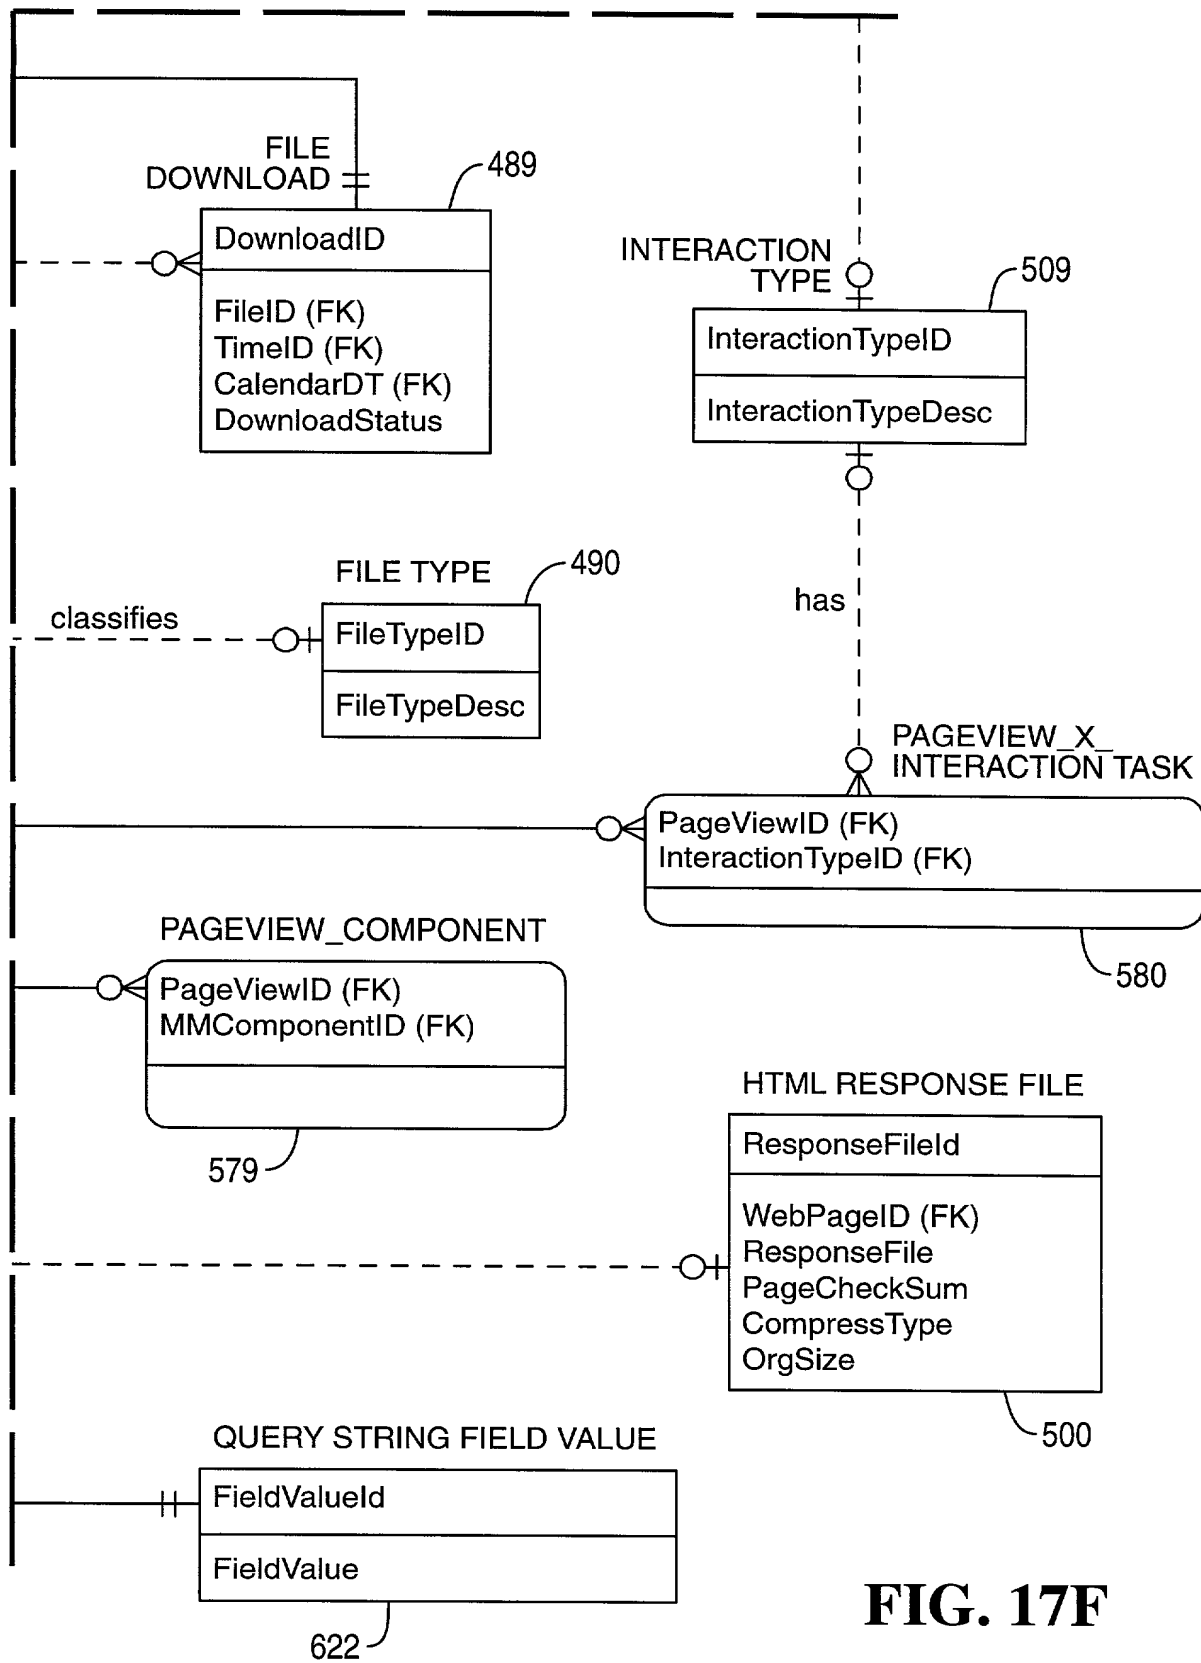 FILE
DOWNLOAD
489
DownloadID
FileID (FK)
TimeID (FK)
CalendarDT (FK)
DownloadStatus
INTERACTION
TYPE
509
InteractionTypeID
InteractionTypeDesc
has
FILE TYPE
490
classifies
FileTypeID
FileTypeDesc
PAGEVIEW_X_
INTERACTION TASK
PageViewID (FK)
InteractionTypeID (FK)
580
PAGEVIEW_COMPONENT
PageViewID (FK)
MMComponentID (FK)
579
HTML RESPONSE FILE
ResponseFileId
WebPageID (FK)
ResponseFile
PageCheckSum
CompressType
OrgSize
500
QUERY STRING FIELD VALUE
FieldValueId
FieldValue
622
FIG. 17F